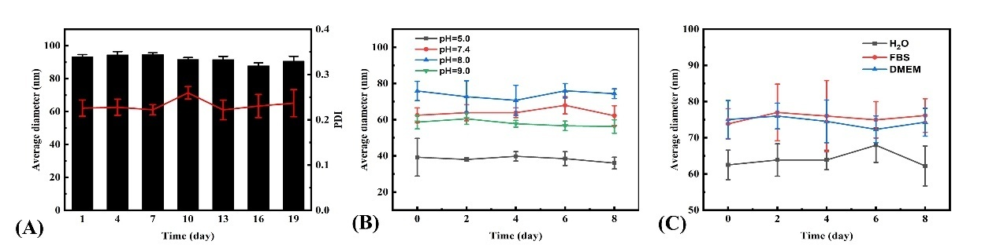 Average diameter (nm)
100
80
60
40
20
0
1 4 7 10 13 16 19
Time (day)
0.4
0.3
0.2
0.1
0.0
PDI
(A)
Average diameter (nm)
100
80
60
40
20
pH=5.0
pH=7.4
pH=8.0
pH=9.0
0 2 4 6 8
Time (day)
(B)
Average diameter (nm)
100
90
80
70
60
50
H₂O
FBS
DMEM
0 2 4 6 8
Time (day)
(C)